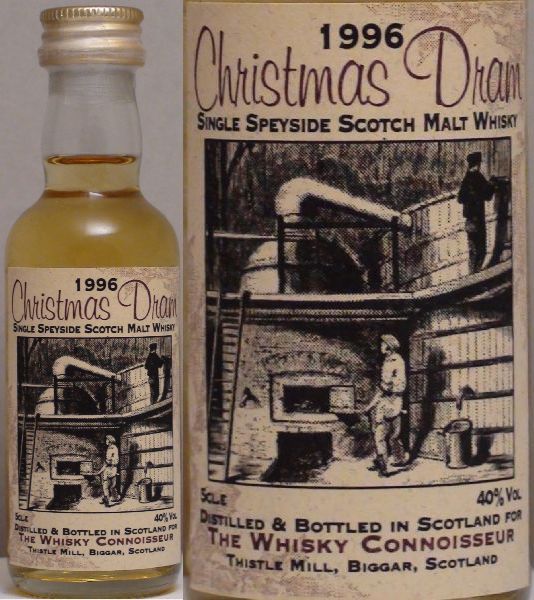 1996
Christmas Dram
Single Speyside Scotch Malt Whisky
5cl.e 40% Vol
Distilled & Bottled in Scotland for
The Whisky Connoisseur
Thistle Mill, Biggar, Scotland
1996
Christmas Dram
Single Speyside Scotch Malt Whisky
5cl.e 40% Vol
Distilled & Bottled in Scotland for
The Whisky Connoisseur
Thistle Mill, Biggar, Scotland